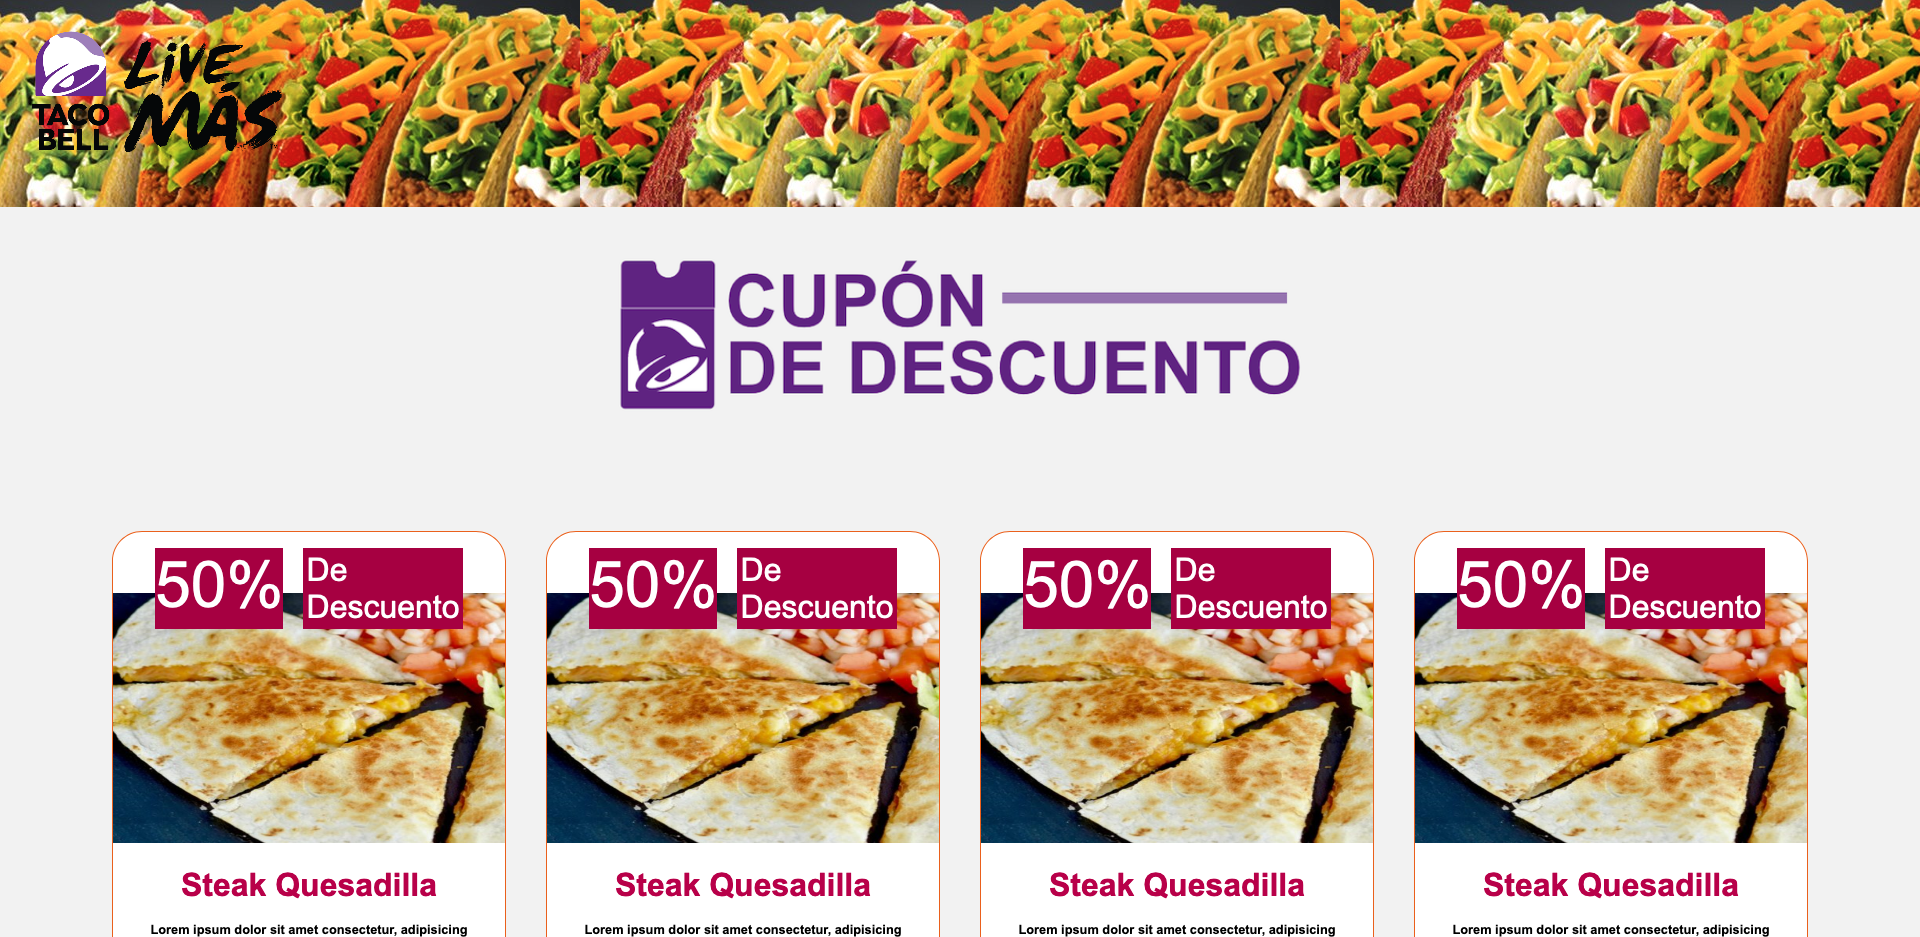 LiVE
MÁS
TACO
BELL
CUPÓN
DE DESCUENTO
50%
De
Descuento
Steak Quesadilla
Lorem ipsum dolor sit amet consectetur, adipisicing
50%
De
Descuento
Steak Quesadilla
Lorem ipsum dolor sit amet consectetur, adipisicing
50%
De
Descuento
Steak Quesadilla
Lorem ipsum dolor sit amet consectetur, adipisicing
50%
De
Descuento
Steak Quesadilla
Lorem ipsum dolor sit amet consectetur, adipisicing